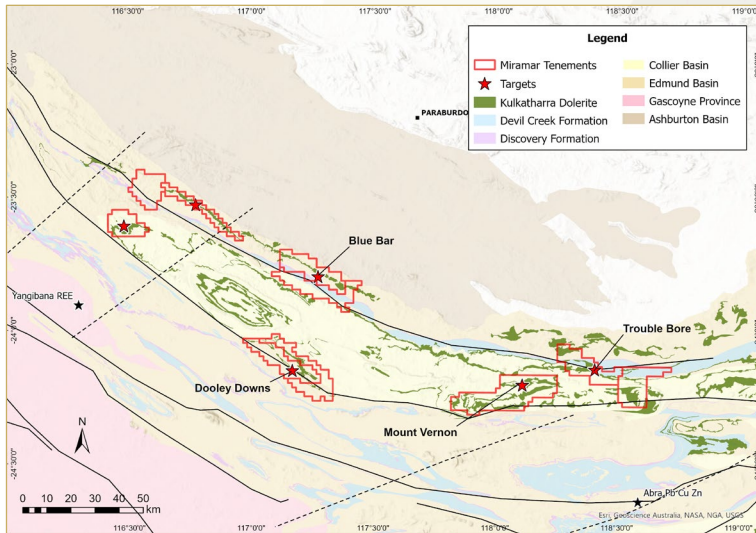 116°30'0"
117°0'0"
117°30'0"
118°0'0"
118°30'0"
119°0'
Legend
Miramar Tenements
Targets
Kulkatharra Dolerite
Devil Creek Formation
Discovery Formation
Collier Basin
Edmund Basin
Gascoyne Province
Ashburton Basin
PARABURDO
-23°0'0"
-23°30'0"
-24°0'0"
-24°30'0"
Blue Bar
Yangibana REE
Trouble Bore
Dooley Downs
Mount Vernon
N
0 10 20 30 40 50
km
Abra Pb Cu Zn
Esri, Geoscience Australia, NASA, NGA, USGS
116°30'0"
117°0'0"
117°30'0"
118°0'0"
118°30'0"
119°0'